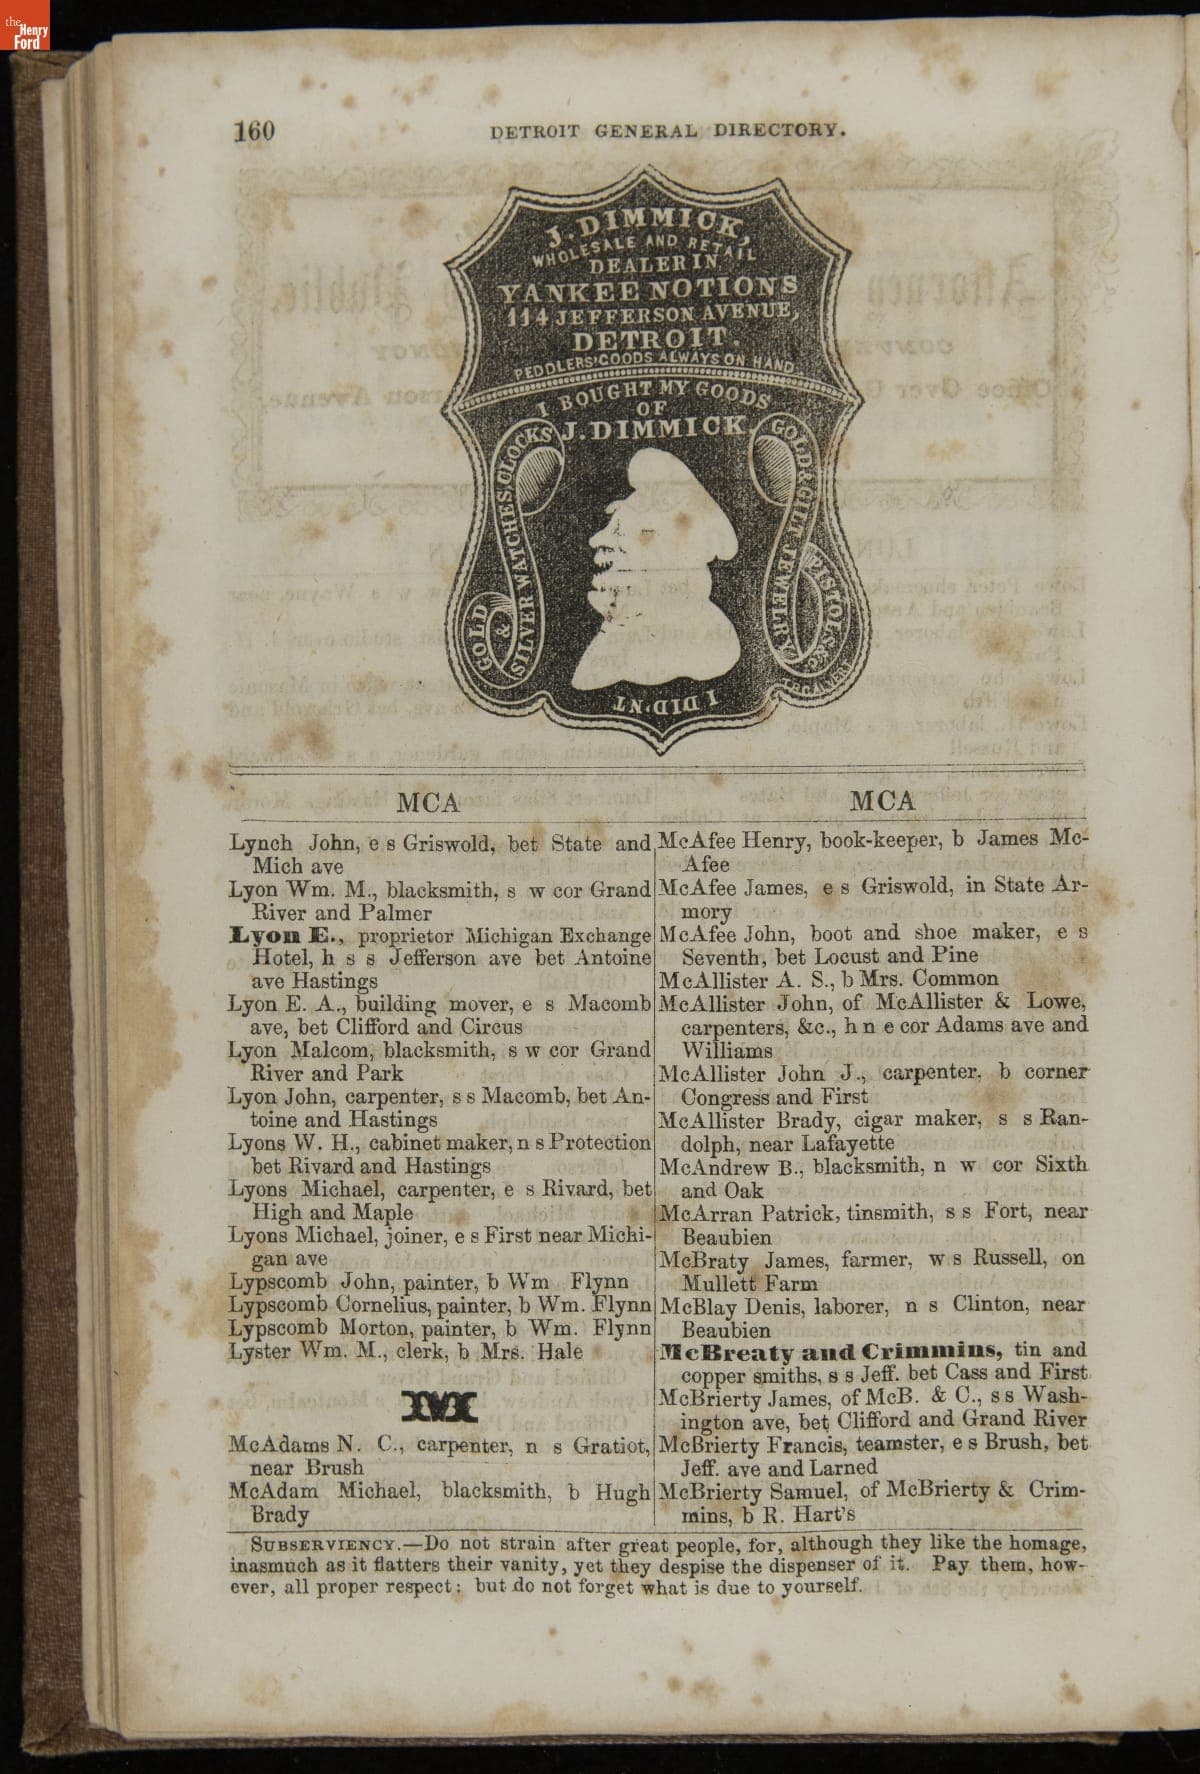 the
Henry
Ford
160
DETROIT GENERAL DIRECTORY.
J. DIMMICK,
WHOLESALE AND RETAIL
DEALER IN
YANKEE NOTIONS
114 JEFFERSON AVENUE,
DETROIT.
PEDDLERS' GOODS ALWAYS ON HAND
I BOUGHT MY GOODS
OF
J. DIMMICK.
GOLD & SILVER WATCHES, CLOCKS
GOLD & GILT JEWELRY
PISTOLS &c
I DID.NT
MCA
Lynch John, e s Griswold, bet State and
Mich ave
Lyon Wm. M., blacksmith, s w cor Grand
River and Palmer
Lyon E., proprietor Michigan Exchange
Hotel, h s s Jefferson ave bet Antoine
ave Hastings
Lyon E. A., building mover, e s Macomb
ave, bet Clifford and Circus
Lyon Malcom, blacksmith, s w cor Grand
River and Park
Lyon John, carpenter, s s Macomb, bet An-
toine and Hastings
Lyons W. H., cabinet maker, n s Protection
bet Rivard and Hastings
Lyons Michael, carpenter, e s Rivard, bet
High and Maple
Lyons Michael, joiner, e s First near Michi-
gan ave
Lypscomb John, painter, b Wm Flynn
Lypscomb Cornelius, painter, b Wm. Flynn
Lypscomb Morton, painter, b Wm. Flynn
Lyster Wm. M., clerk, b Mrs. Hale
M
McAdams N. C., carpenter, n s Gratiot,
near Brush
McAdam Michael, blacksmith, b Hugh
Brady
MCA
McAfee Henry, book-keeper, b James Mc-
Afee
McAfee James, e s Griswold, in State Ar-
mory
McAfee John, boot and shoe maker, e s
Seventh, bet Locust and Pine
McAllister A. S., b Mrs. Common
McAllister John, of McAllister & Lowe,
carpenters, &c., h n e cor Adams ave and
Williams
McAllister John J., carpenter, b corner
Congress and First
McAllister Brady, cigar maker, s s Ran-
dolph, near Lafayette
McAndrew B., blacksmith, n w cor Sixth
and Oak
McArran Patrick, tinsmith, s s Fort, near
Beaubien
McBraty James, farmer, w s Russell, on
Mullett Farm
McBlay Denis, laborer, n s Clinton, near
Beaubien
McBreaty and Crimmins, tin and
copper smiths, s s Jeff. bet Cass and First
McBrierty James, of McB. & C., s s Wash-
ington ave, bet Clifford and Grand River
McBrierty Francis, teamster, e s Brush, bet
Jeff. ave and Larned
McBrierty Samuel, of McBrierty & Crim-
mins, b R. Hart's
SUBSERVIENCY.—Do not strain after great people, for, although they like the homage,
inasmuch as it flatters their vanity, yet they despise the dispenser of it. Pay them, how-
ever, all proper respect: but do not forget what is due to yourself.